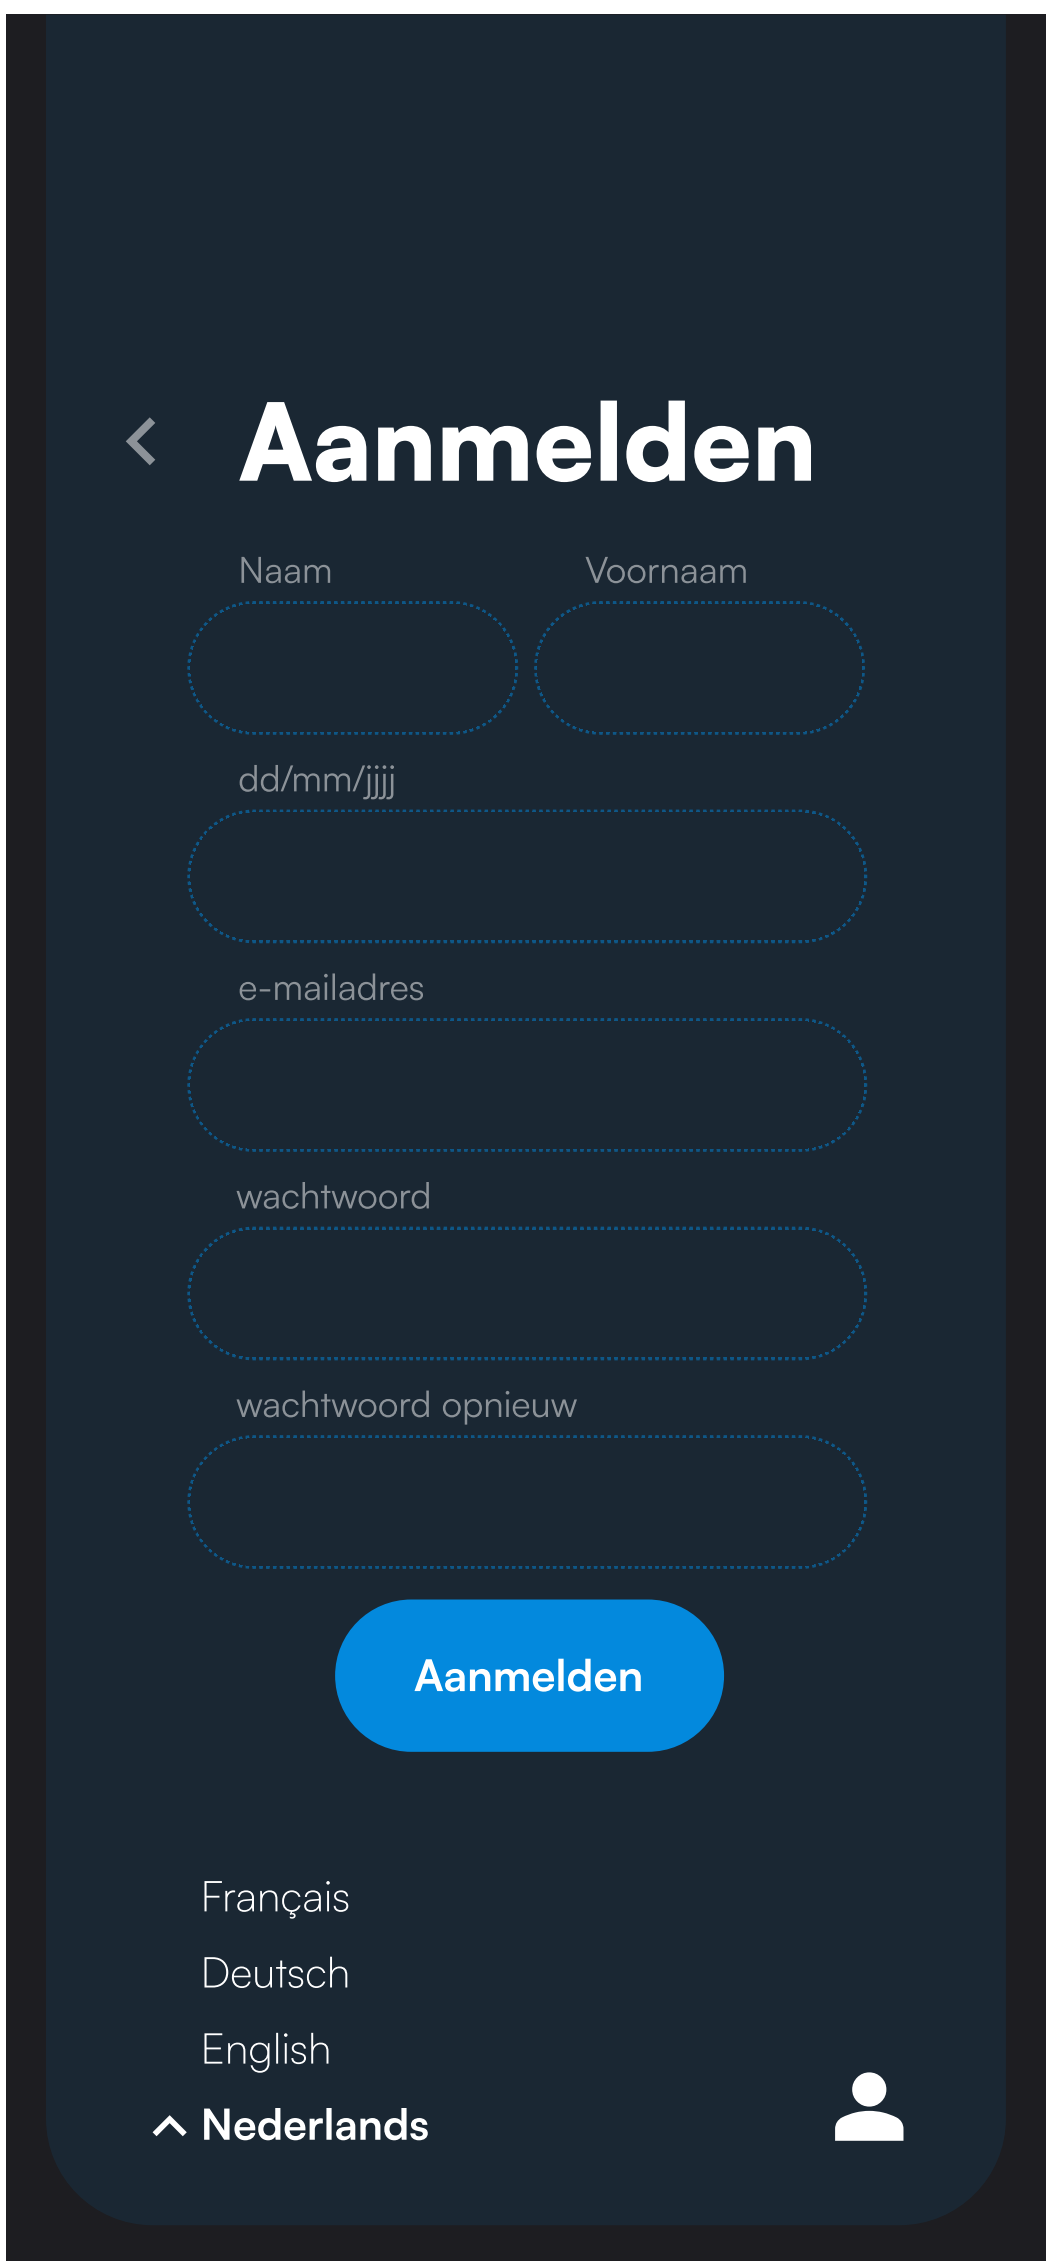 Aanmelden
Naam
Voornaam
dd/mm/jjjj
e-mailadres
wachtwoord
wachtwoord opnieuw
Aanmelden
Français
Deutsch
English
Nederlands